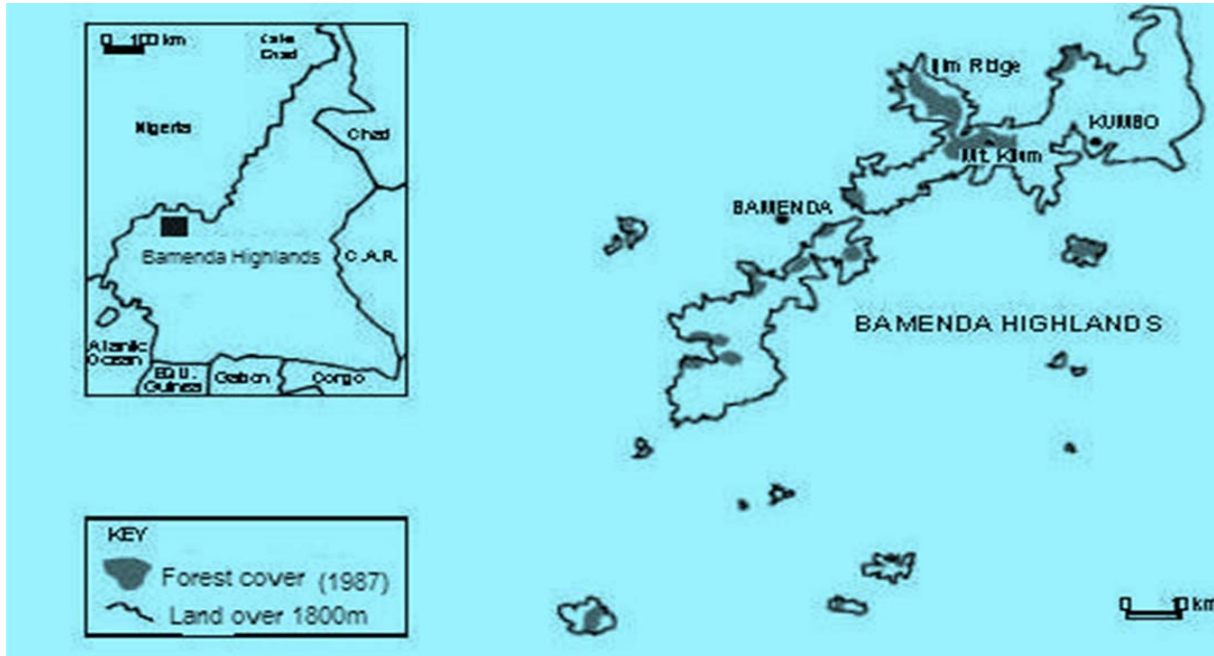 0 100 km
Lake
Chad
Nigeria
Chad
Bamenda Highlands
C.A.R.
Atlantic
Ocean
EQU.
Guinea
Gabon
Congo
KEY
Forest cover (1987)
Land over 1800m
Ijim Ridge
KUMBO
Mt. Kilum
BAMENDA
BAMENDA HIGHLANDS
0 10 km